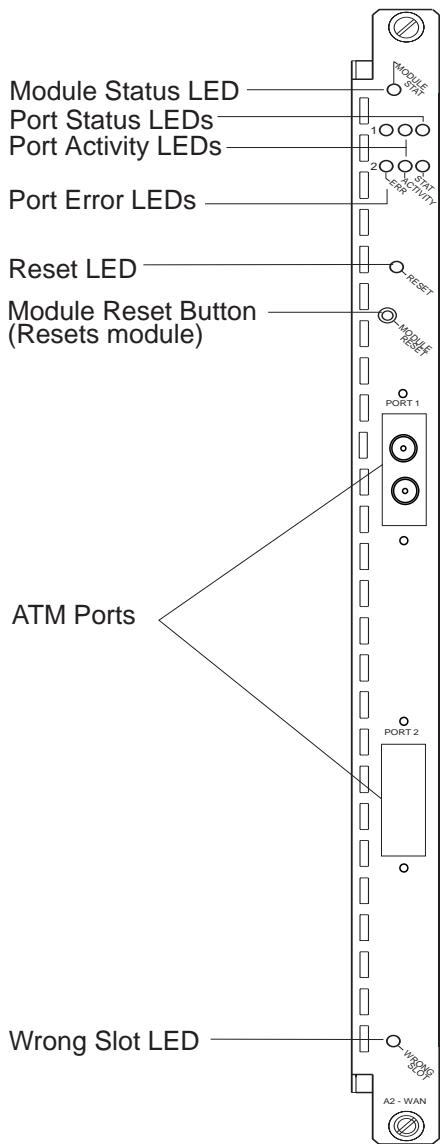 MODULE
STAT
Module Status LED
Port Status LEDs
1
Port Activity LEDs
2
ERR
ACTIVITY
STAT
Port Error LEDs
Reset LED
RESET
Module Reset Button
(Resets module)
MODULE
RESET
PORT 1
ATM Ports
PORT 2
Wrong Slot LED
WRONG
SLOT
A2 - WAN